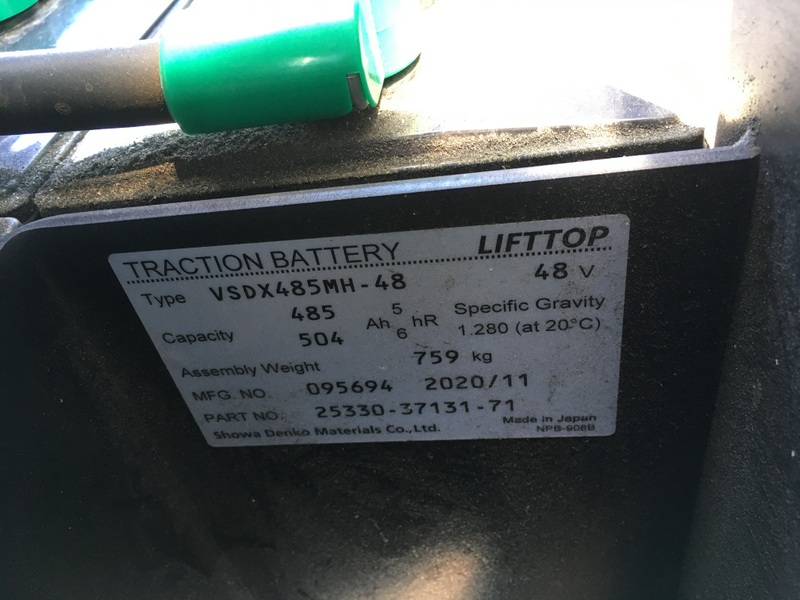 TRACTION BATTERY LIFTTOP
Type VSDX485MH-48 48 V
Capacity 485 Ah 5 hR Specific Gravity
504 6 1.280 (at 20°C)
Assembly Weight 759 kg
MFG. NO. 095694 2020/11
PART NO. 25330-37131-71
Showa Denko Materials Co.,Ltd. Made in Japan
NPB-906B